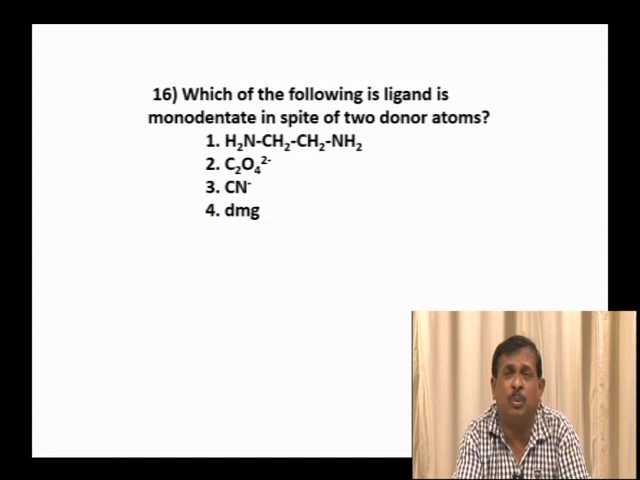 16) Which of the following is ligand is
monodentate in spite of two donor atoms?
1. H₂N-CH₂-CH₂-NH₂
2. C₂O₄²⁻
3. CN⁻
4. dmg